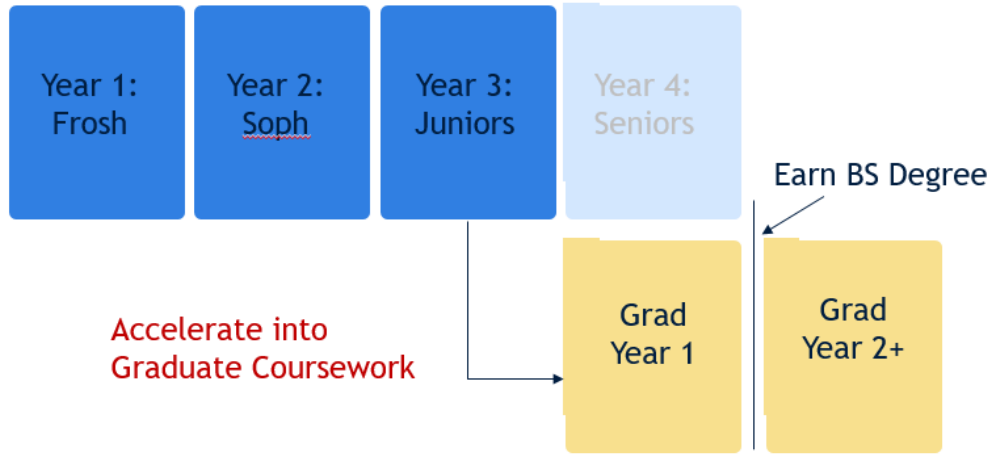 Year 1:
Frosh
Year 2:
Soph
Year 3:
Juniors
Year 4:
Seniors
Earn BS Degree
Accelerate into
Graduate Coursework
Grad
Year 1
Grad
Year 2+